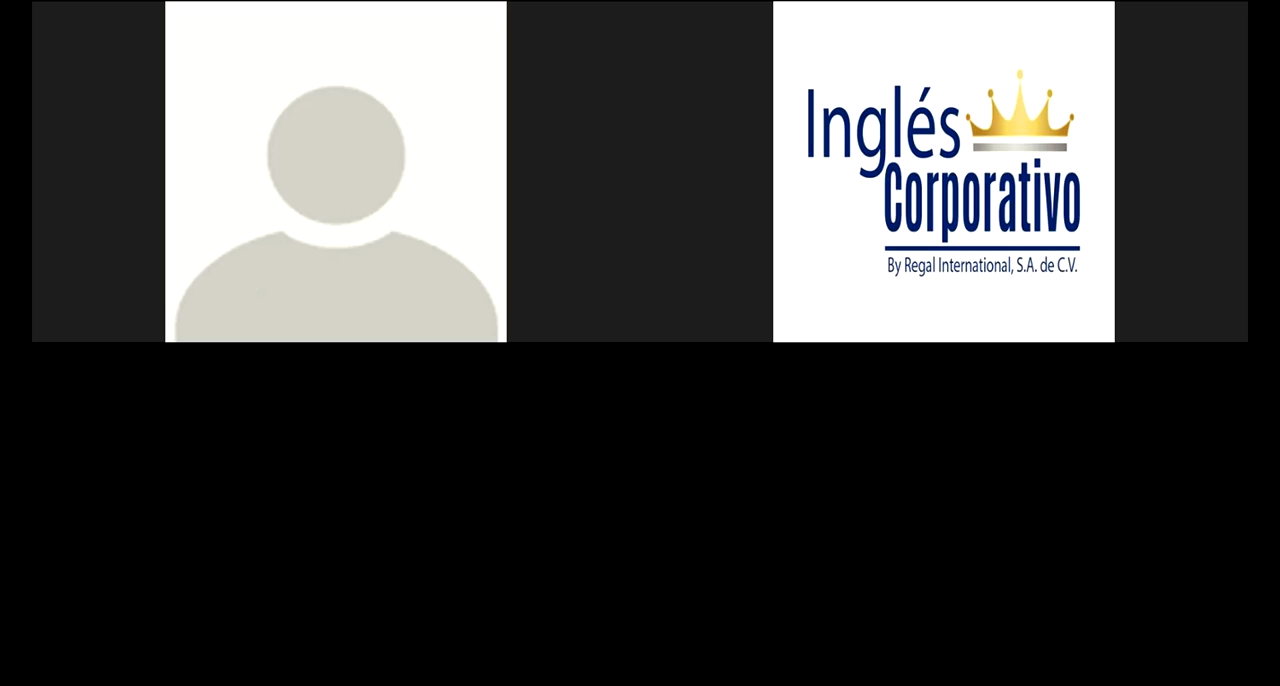 Inglés
Corporativo
By Regal International, S.A. de C.V.